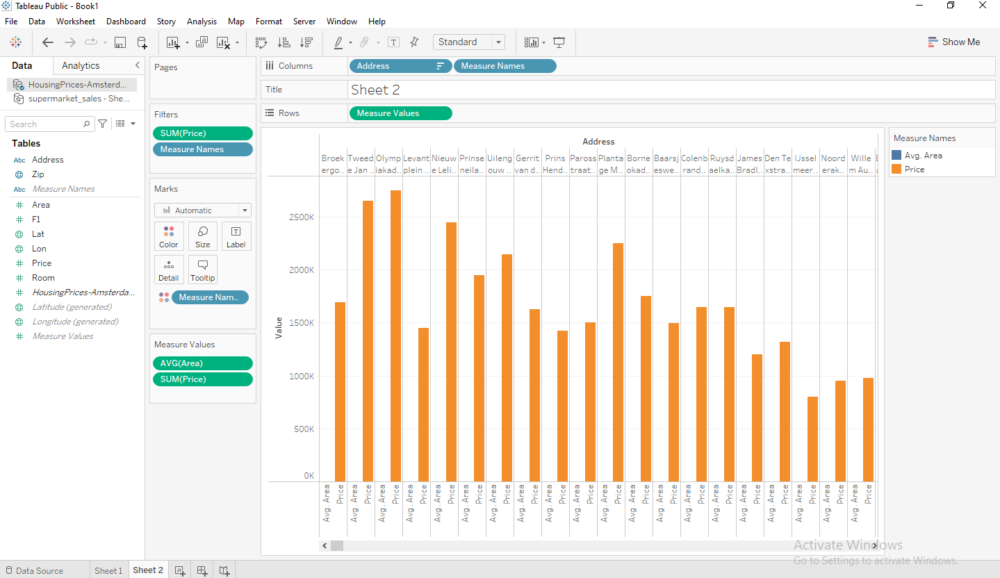 Tableau Public - Book1
File Data Worksheet Dashboard Story Analysis Map Format Server Window Help
Standard
Show Me
Data Analytics
HousingPrices-Amsterd...
supermarket_sales - She...
Search
Tables
Abc Address
Zip
Abc Measure Names
Area
F1
Lat
Lon
Price
Room
HousingPrices-Amsterda...
Latitude (generated)
Longitude (generated)
Measure Values
Pages
Filters
SUM(Price)
Measure Names
Marks
Automatic
Color Size Label
Detail Tooltip
Measure Nam..
Measure Values
AVG(Area)
SUM(Price)
Columns Address Measure Names
Title Sheet 2
Rows Measure Values
Address
Broek Tweed Olymp Levant Nieuw Prinse Uileng Gerrit Prins Paross Planta Borne Baarsj Colenb Ruysd James Den Te IJssel Noord Wille
ergo.. e Jan .. iakad.. plein .. e Leli.. neila.. ouw .. van d.. Hend.. traat.. ge M.. okad.. eswe.. rand.. aelka.. Bradl.. xstra.. meer.. erak.. m Au..
Value
2500K
2000K
1500K
1000K
500K
0K
Avg. Area Price Avg. Area Price Avg. Area Price Avg. Area Price Avg. Area Price Avg. Area Price Avg. Area Price Avg. Area Price Avg. Area Price Avg. Area Price Avg. Area Price Avg. Area Price Avg. Area Price Avg. Area Price Avg. Area Price Avg. Area Price Avg. Area Price Avg. Area Price Avg. Area Price Avg. Area Price
Measure Names
Avg. Area
Price
Activate Windows
Go to Settings to activate Windows.
Data Source Sheet 1 Sheet 2